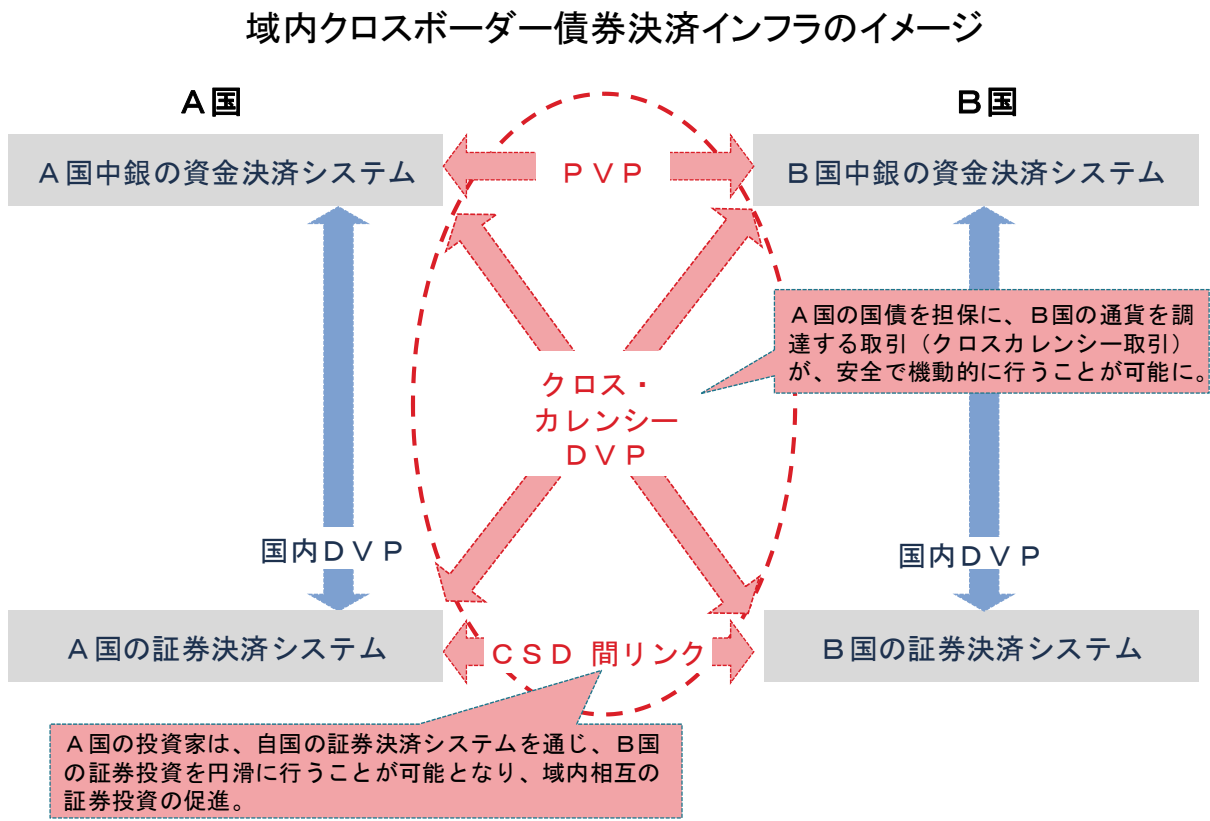 域内クロスボーダー債券決済インフラのイメージ
A国
B国
A国中銀の資金決済システム
PVP
B国中銀の資金決済システム
A国の国債を担保に、B国の通貨を調
達する取引（クロスカレンシー取引）
が、安全で機動的に行うことが可能に。
クロス・
カレンシー
DVP
国内DVP
国内DVP
A国の証券決済システム
CSD 間リンク
B国の証券決済システム
A国の投資家は、自国の証券決済システムを通じ、B国
の証券投資を円滑に行うことが可能となり、域内相互の
証券投資の促進。